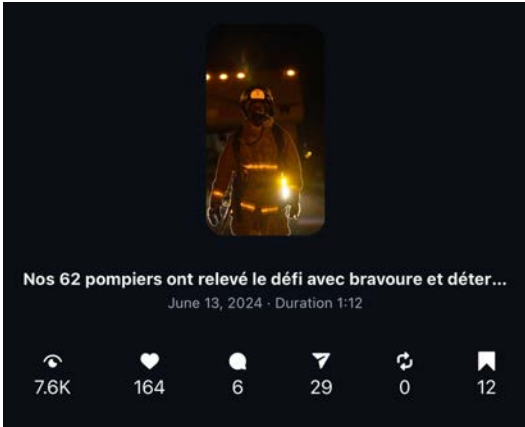 Nos 62 pompiers ont relevé le défi avec bravoure et déter...
June 13, 2024 · Duration 1:12
7.6K 164 6 29 0 12